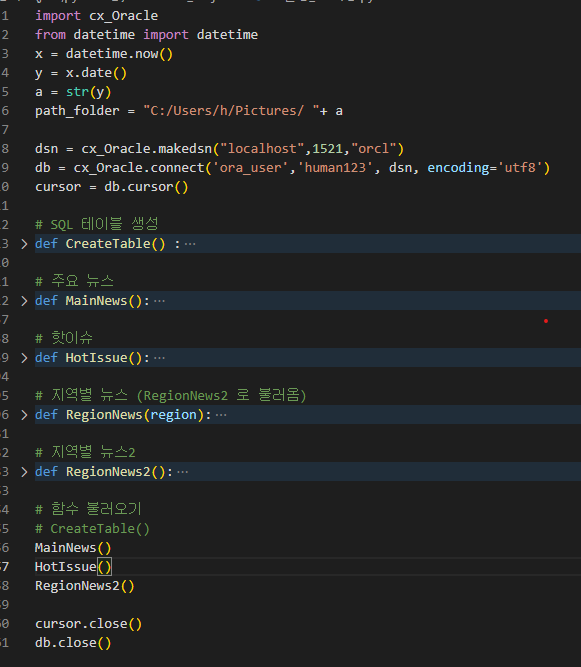 1 import cx_Oracle
2 from datetime import datetime
3 x = datetime.now()
4 y = x.date()
5 a = str(y)
6 path_folder = "C:/Users/h/Pictures/ "+ a
7
8 dsn = cx_Oracle.makedsn("localhost",1521,"orcl")
9 db = cx_Oracle.connect('ora_user','human123', dsn, encoding='utf8')
0 cursor = db.cursor()
1
2 # SQL 테이블 생성
3 > def CreateTable() : ···
0
1 # 주요 뉴스
2 > def MainNews(): ···
7
8 # 핫이슈
9 > def HotIssue(): ···
4
5 # 지역별 뉴스 (RegionNews2 로 불러옴)
6 > def RegionNews(region): ···
1
2 # 지역별 뉴스2
3 > def RegionNews2(): ···
3
4 # 함수 불러오기
5 # CreateTable()
6 MainNews()
7 HotIssue()
8 RegionNews2()
9
0 cursor.close()
1 db.close()